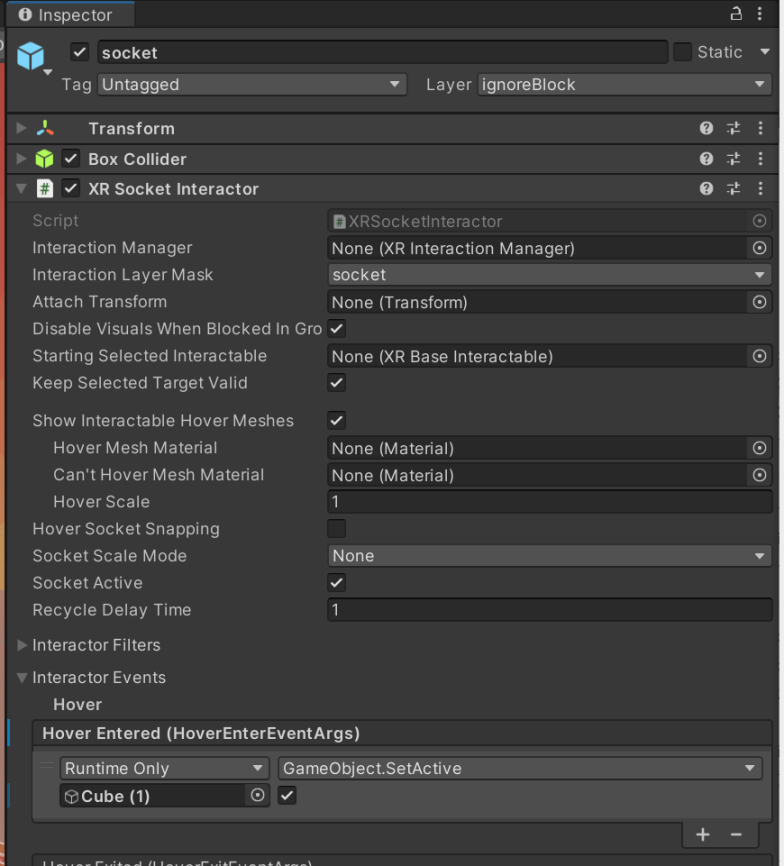 Inspector
socket
Static
Tag Untagged Layer ignoreBlock
Transform
Box Collider
# XR Socket Interactor
Script #XRSocketInteractor
Interaction Manager None (XR Interaction Manager)
Interaction Layer Mask socket
Attach Transform None (Transform)
Disable Visuals When Blocked In Gro
Starting Selected Interactable None (XR Base Interactable)
Keep Selected Target Valid
Show Interactable Hover Meshes
Hover Mesh Material None (Material)
Can't Hover Mesh Material None (Material)
Hover Scale 1
Hover Socket Snapping
Socket Scale Mode None
Socket Active
Recycle Delay Time 1
Interactor Filters
Interactor Events
Hover
Hover Entered (HoverEnterEventArgs)
Runtime Only GameObject.SetActive
Cube (1)
+ −
Hover Exited (HoverExitEventArgs)